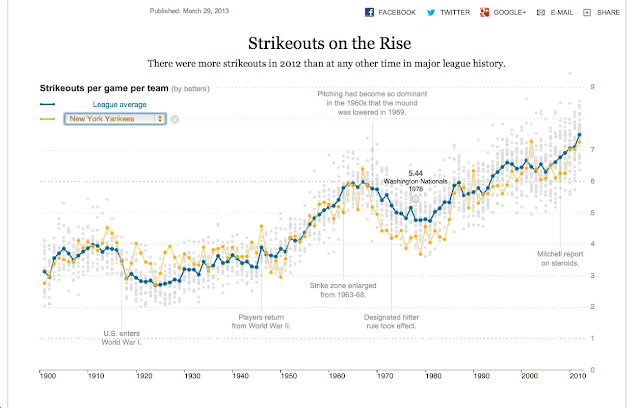 Published: March 29, 2013
FACEBOOK
TWITTER
GOOGLE+
E-MAIL
SHARE
Strikeouts on the Rise
There were more strikeouts in 2012 than at any other time in major league history.
Strikeouts per game per team (by batters)
League average
New York Yankees
Pitching had become so dominant
in the 1960s that the mound
was lowered in 1969.
5.44
Washington Nationals
1978
Mitchell report
on steroids.
Strike zone enlarged
from 1963-68.
Players return
from World War II.
Designated hitter
rule took effect.
U.S. enters
World War I.
9
8
7
6
5
4
3
2
1
0
1900
1910
1920
1930
1940
1950
1960
1970
1980
1990
2000
2010